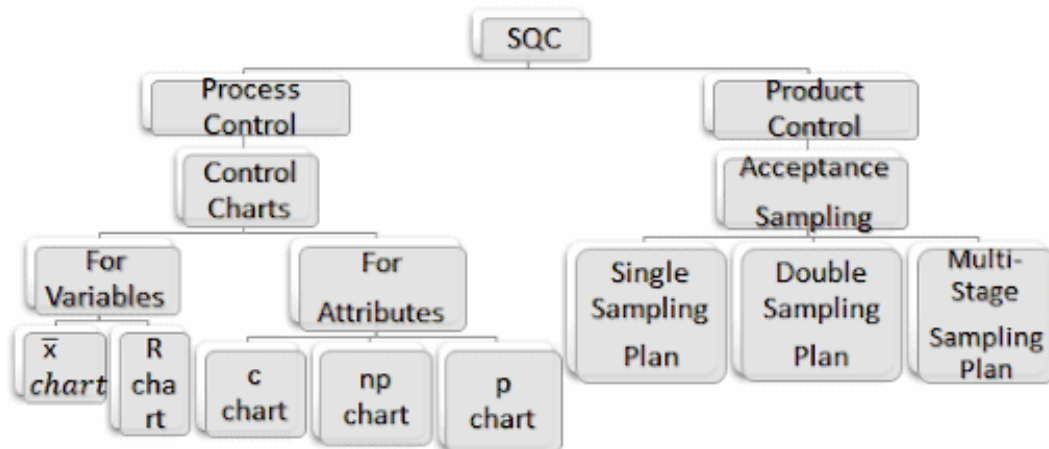 SQC
Process
Control
Product
Control
Control
Charts
Acceptance
Sampling
For
Variables
For
Attributes
Single
Sampling
Plan
Double
Sampling
Plan
Multi-
Stage
Sampling
Plan
x̅
chart
R
cha
rt
c
chart
np
chart
p
chart